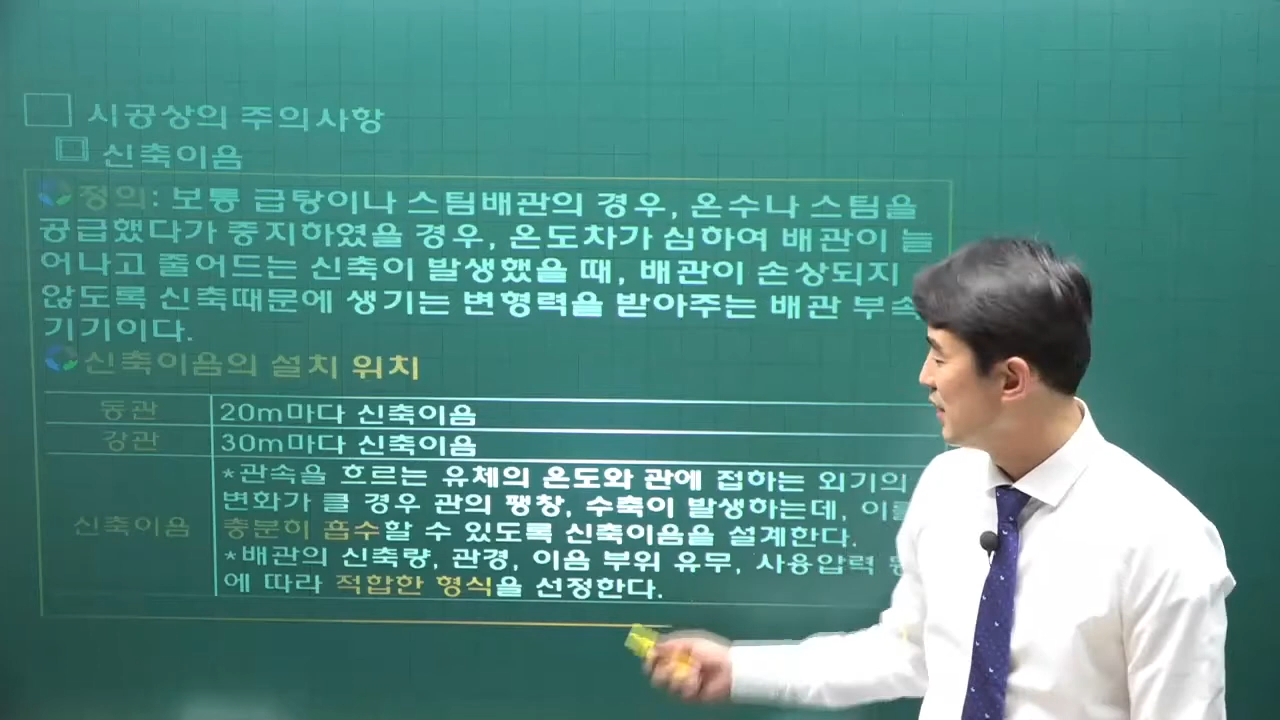 시공상의 주의사항
신축이음
정의: 보통 급탕이나 스팀배관의 경우, 온수나 스팀을
공급했다가 중지하였을 경우, 온도차가 심하여 배관이 늘
어나고 줄어드는 신축이 발생했을 때, 배관이 손상되지
않도록 신축때문에 생기는 변형력을 받아주는 배관 부속
기기이다.
신축이음의 설치 위치
동관 20m마다 신축이음
강관 30m마다 신축이음
*관속을 흐르는 유체의 온도와 관에 접하는 외기의
변화가 클 경우 관의 팽창, 수축이 발생하는데,
신축이음 충분히 흡수할 수 있도록 신축이음을 설계한다.
*배관의 신축량, 관경, 이음 부위 유무, 사용압력
에 따라 적합한 형식을 선정한다.